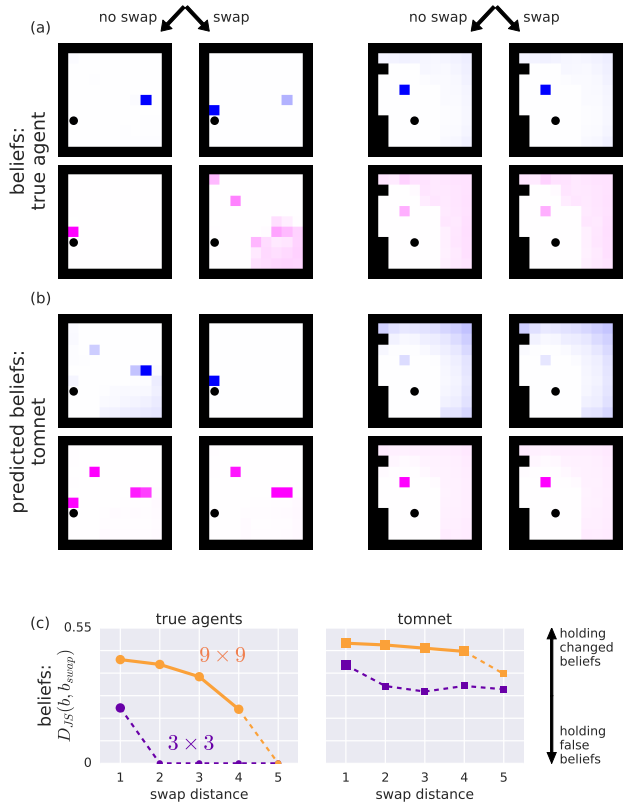 no swap swap no swap swap
(a)
beliefs:
true agent
(b)
predicted beliefs:
tomnet
(c)
true agents
tomnet
beliefs:
D_JS(b, b_swap)
0.55
0
9 × 9
3 × 3
1 2 3 4 5
swap distance
1 2 3 4 5
swap distance
holding
changed
beliefs
holding
false
beliefs